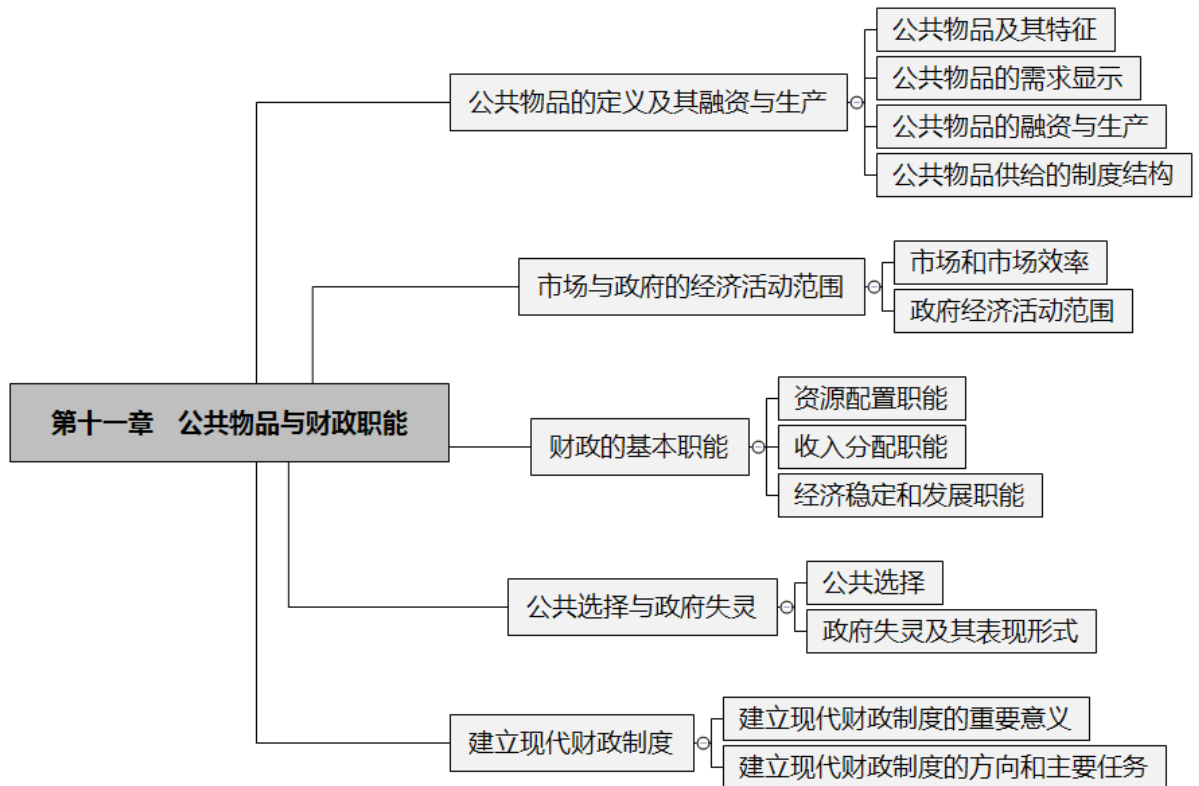 第十一章 公共物品与财政职能
公共物品的定义及其融资与生产
公共物品及其特征
公共物品的需求显示
公共物品的融资与生产
公共物品供给的制度结构
市场与政府的经济活动范围
市场和市场效率
政府经济活动范围
财政的基本职能
资源配置职能
收入分配职能
经济稳定和发展职能
公共选择与政府失灵
公共选择
政府失灵及其表现形式
建立现代财政制度
建立现代财政制度的重要意义
建立现代财政制度的方向和主要任务